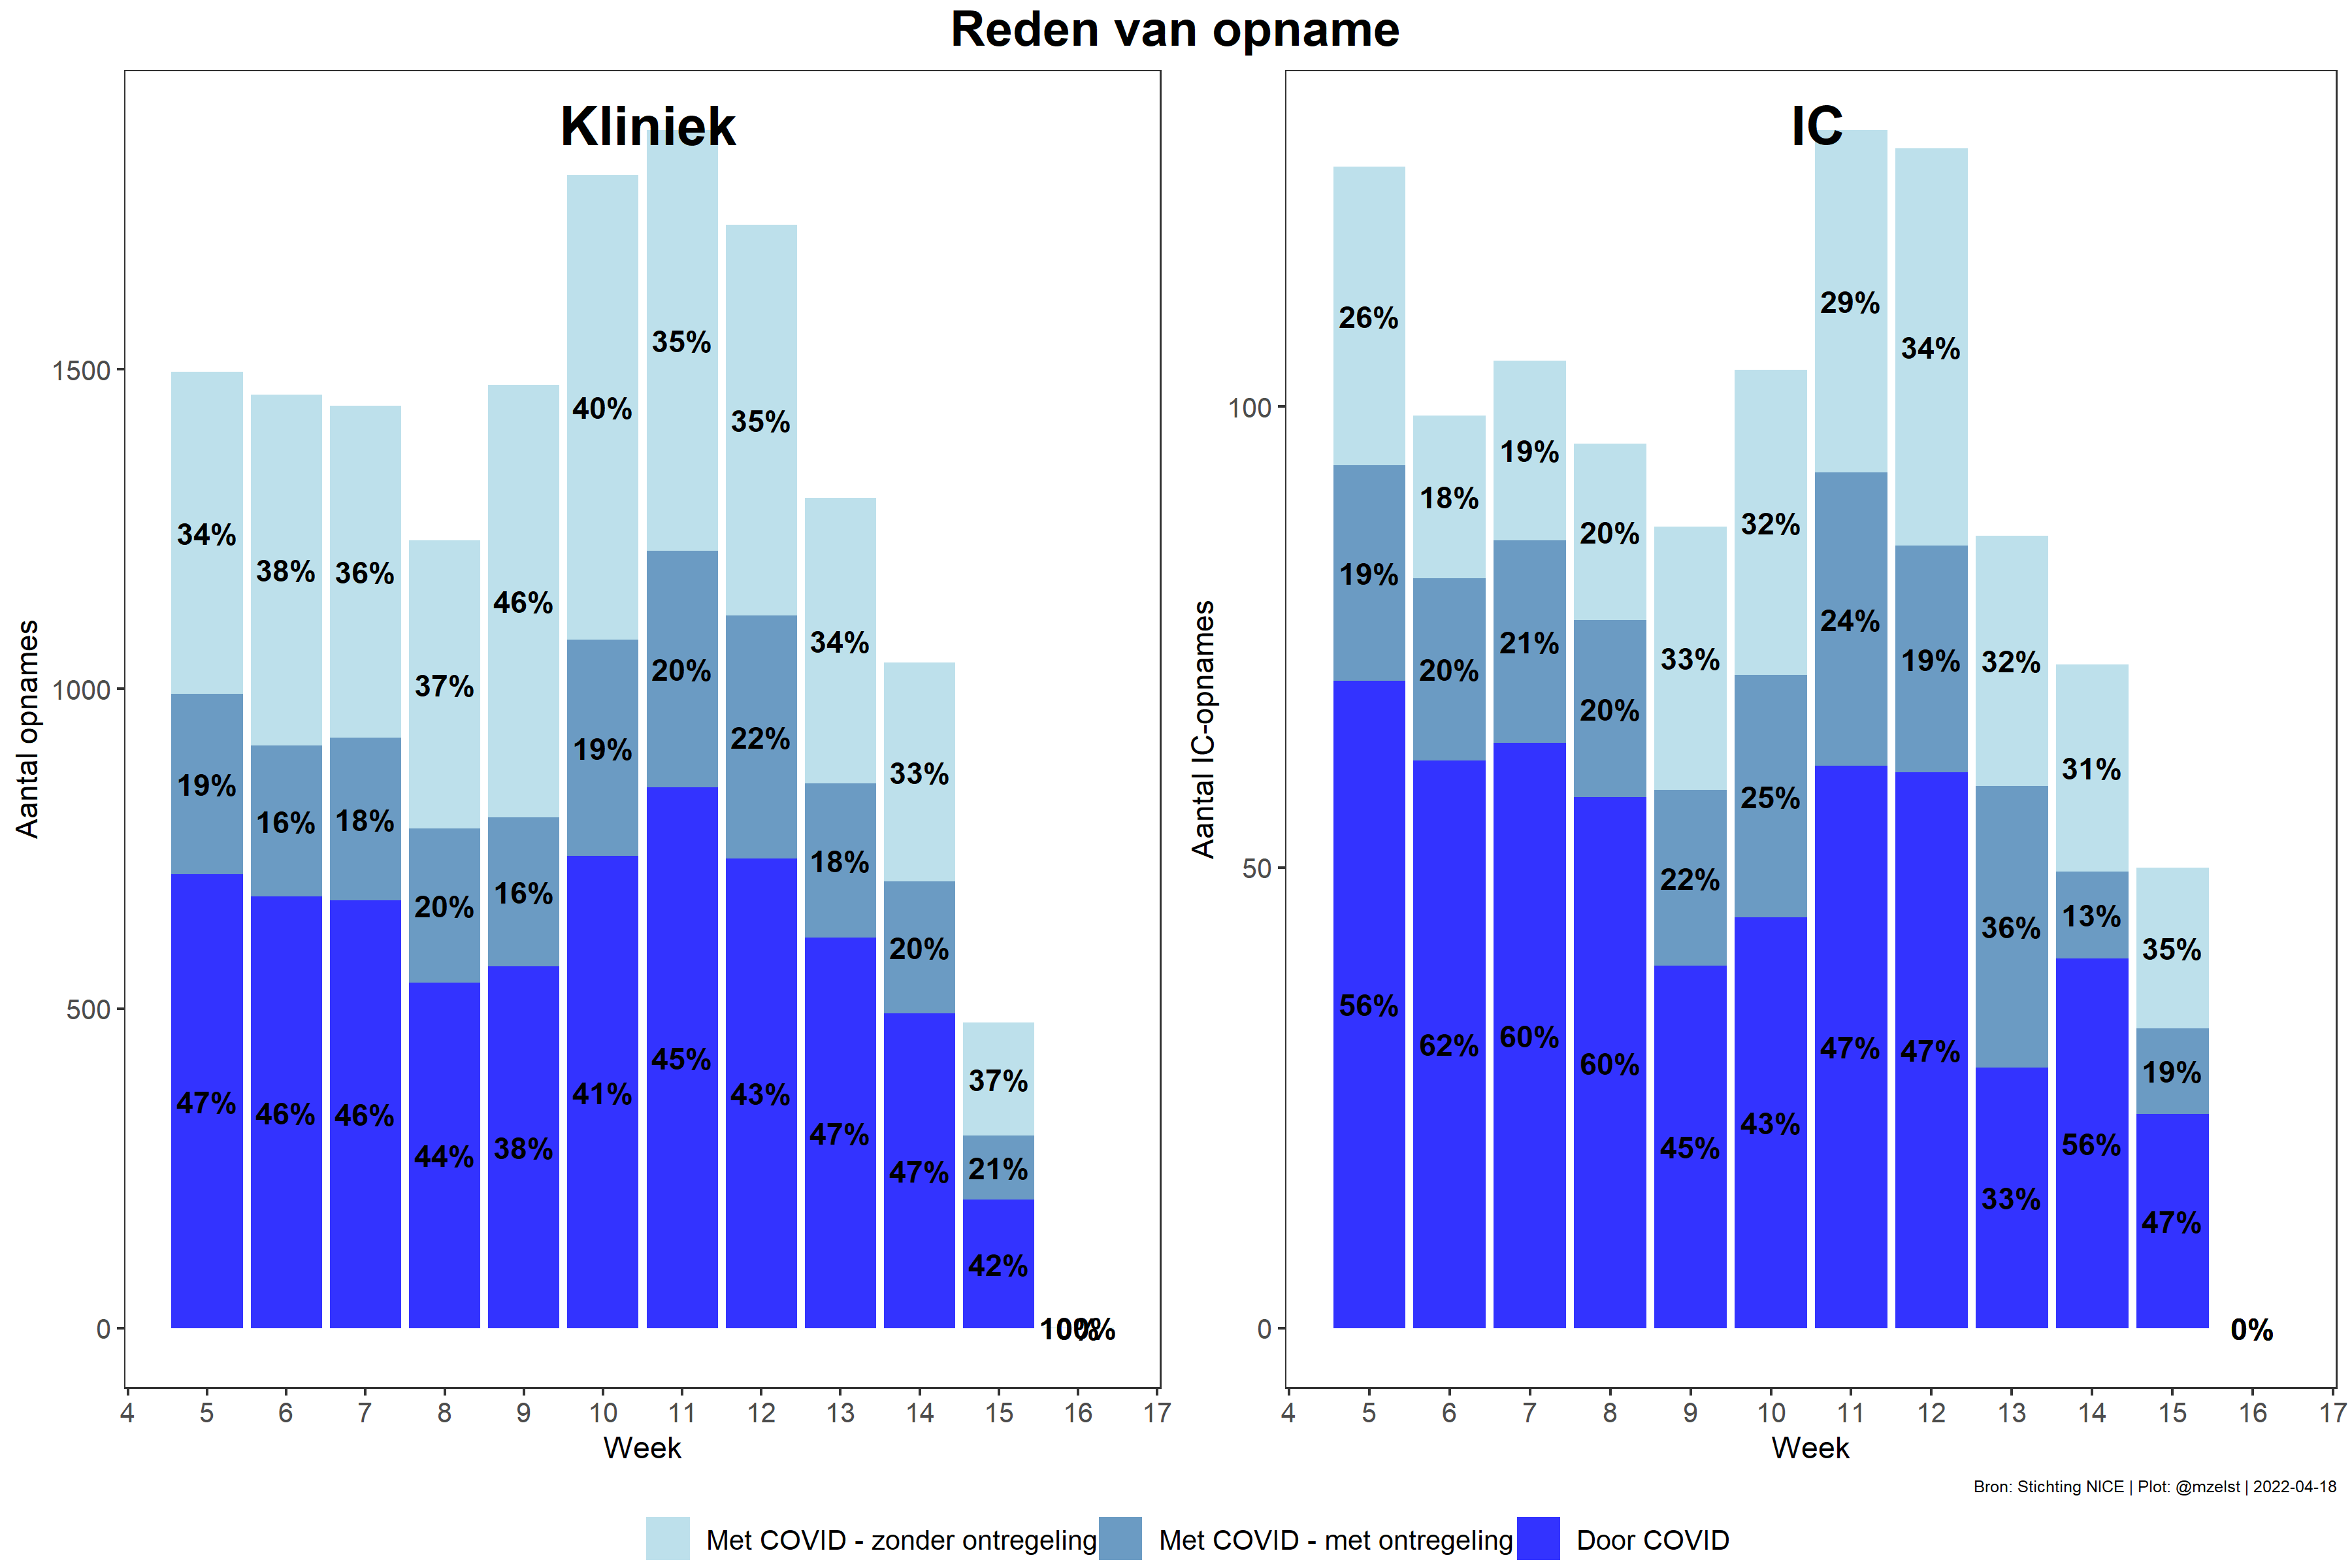 Reden van opname
Kliniek
IC
Aantal opnames
1500
1000
500
0
34% 38% 36% 37% 46% 40% 35% 35% 34% 33% 37%
19% 16% 18% 20% 16% 19% 20% 22% 18% 20% 21%
47% 46% 46% 44% 38% 41% 45% 43% 47% 47% 42%
100%
4 5 6 7 8 9 10 11 12 13 14 15 16 17
Week
Aantal IC-opnames
100
50
0
26% 18% 19% 20% 33% 32% 29% 34% 32% 31% 35%
19% 20% 21% 20% 22% 25% 24% 19% 36% 13% 19%
56% 62% 60% 60% 45% 43% 47% 47% 33% 56% 47%
0%
4 5 6 7 8 9 10 11 12 13 14 15 16 17
Week
Bron: Stichting NICE | Plot: @mzelst | 2022-04-18
Met COVID - zonder ontregeling Met COVID - met ontregeling Door COVID